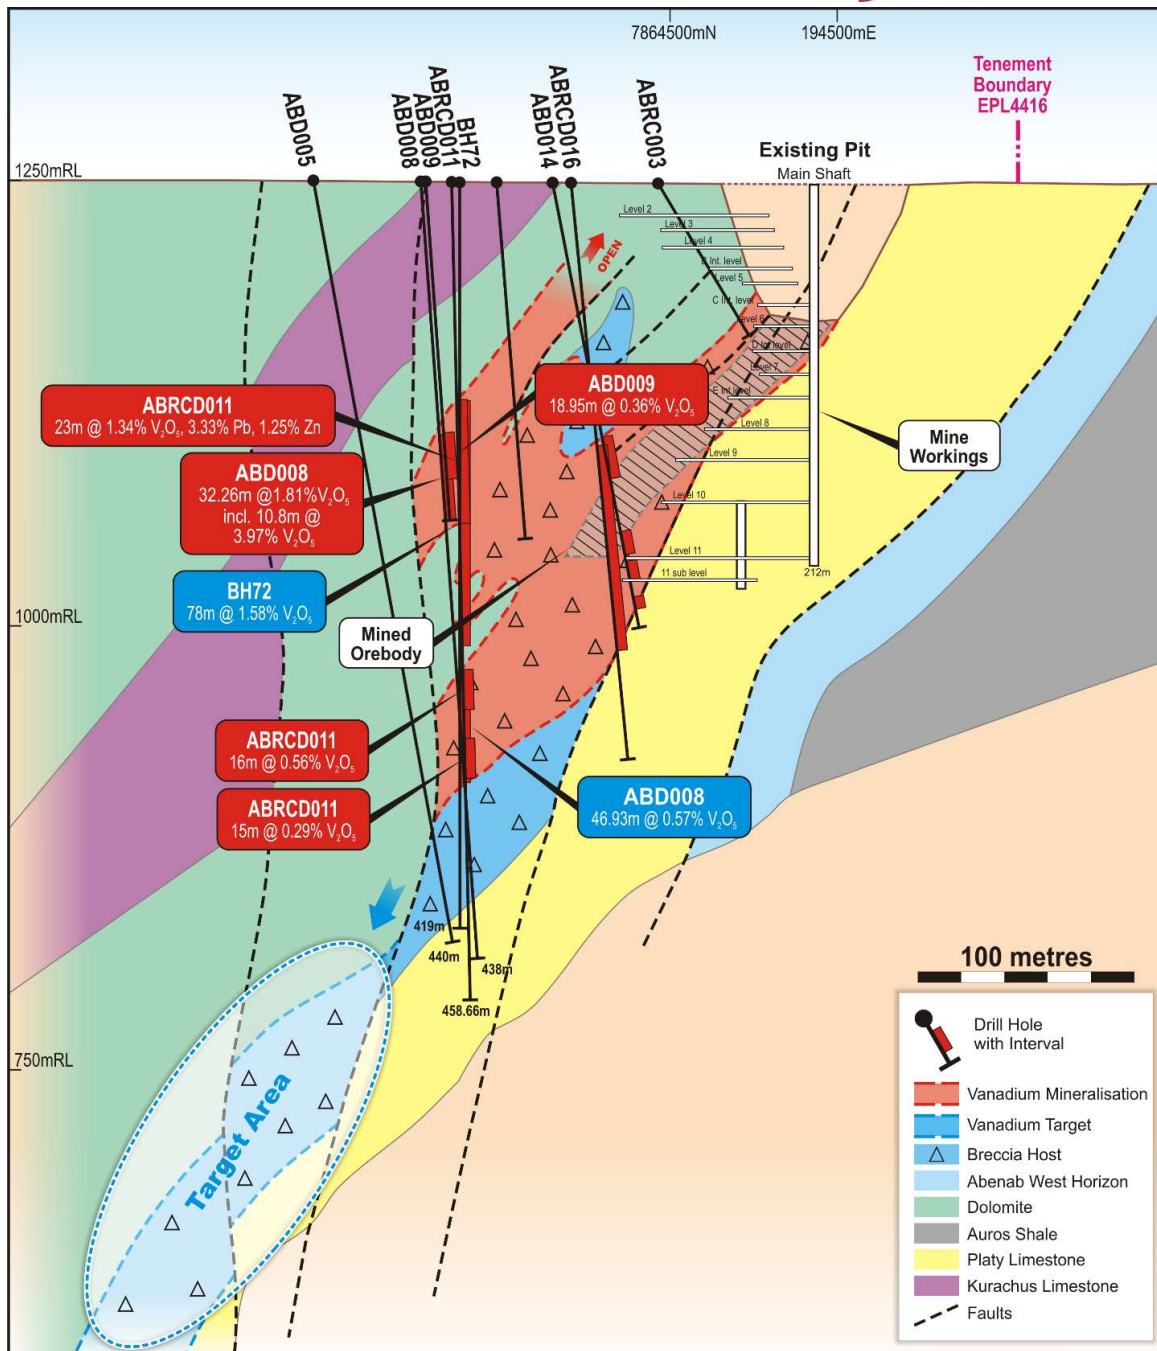 7864500mN
194500mE
Tenement
Boundary
EPL4416
ABD005
ABD008
ABD009
ABRCD011
BH72
ABD014
ABRCD016
ABRC003
1250mRL
Existing Pit
Main Shaft
Level 2
Level 3
Level 4
B Int. level
Level 5
C Int. level
Level 6
D Int level
Level 7
E Int level
Level 8
Level 9
Level 10
Level 11
11 sub level
212m
OPEN
ABD009
18.95m @ 0.36% V₂O₅
ABRCD011
23m @ 1.34% V₂O₅, 3.33% Pb, 1.25% Zn
Mine
Workings
ABD008
32.26m @1.81%V₂O₅
incl. 10.8m @
3.97% V₂O₅
BH72
78m @ 1.58% V₂O₅
1000mRL
Mined
Orebody
ABRCD011
16m @ 0.56% V₂O₅
ABD008
46.93m @ 0.57% V₂O₅
ABRCD011
15m @ 0.29% V₂O₅
419m
440m
438m
458.66m
750mRL
Target Area
100 metres
Drill Hole
with Interval
Vanadium Mineralisation
Vanadium Target
Breccia Host
Abenab West Horizon
Dolomite
Auros Shale
Platy Limestone
Kurachus Limestone
Faults